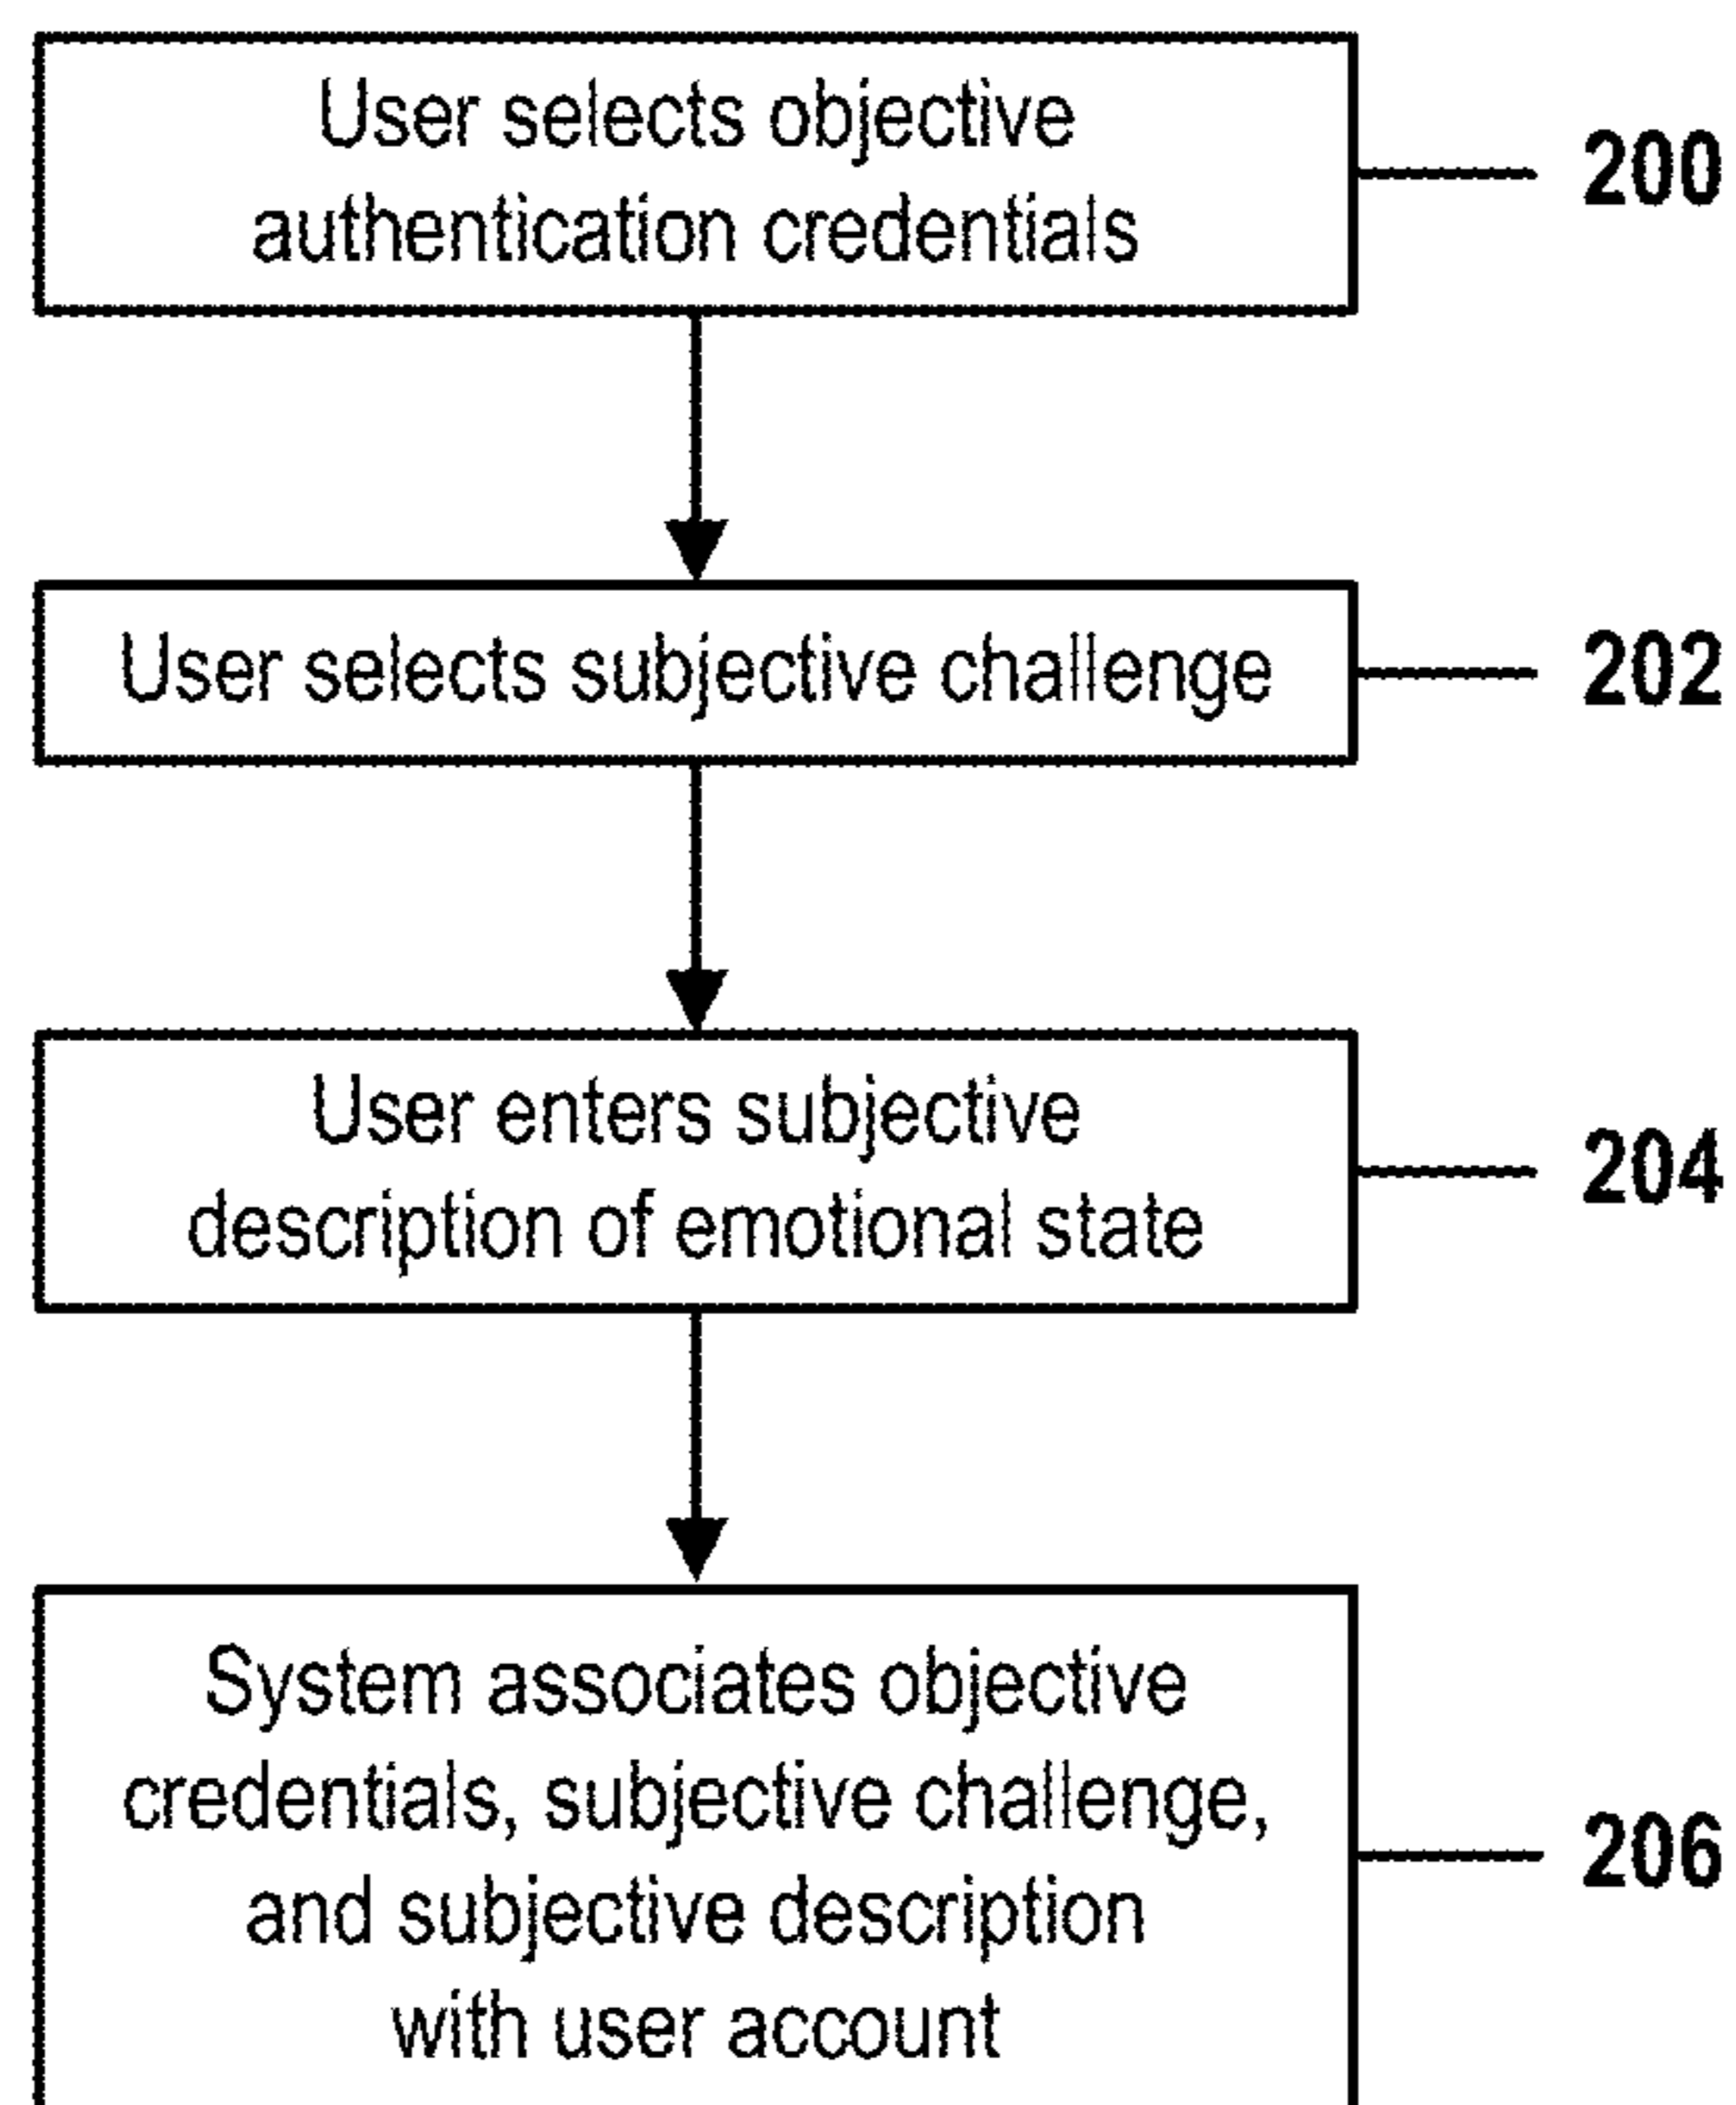 User selects objective
authentication credentials
200
User selects subjective challenge
202
User enters subjective
description of emotional state
204
System associates objective
credentials, subjective challenge,
and subjective description
with user account
206